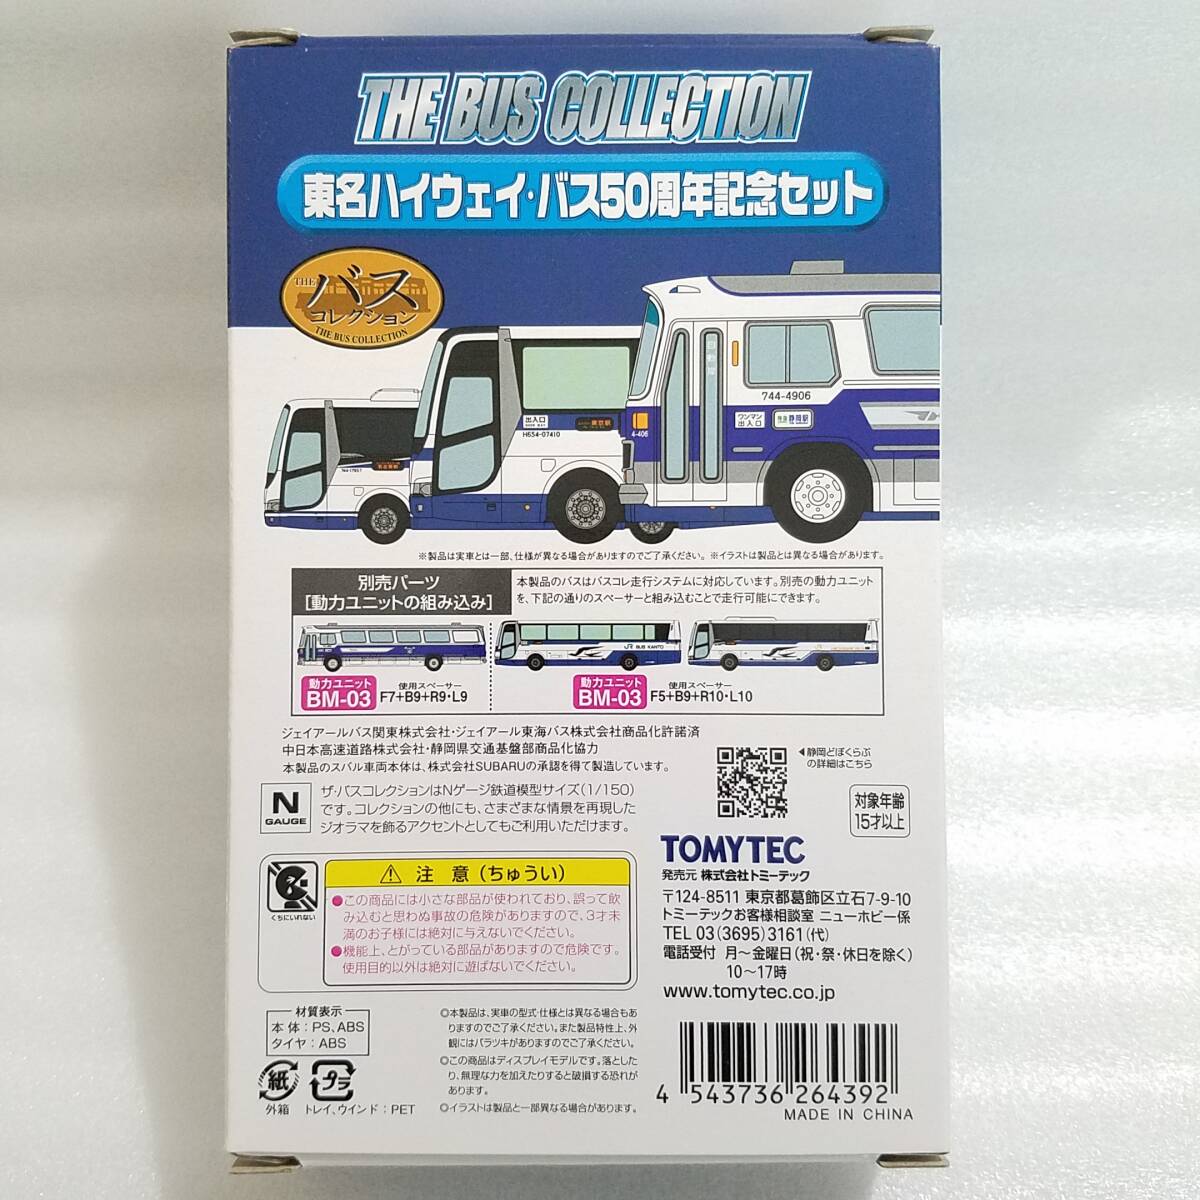 THE BUS COLLECTION
東名ハイウェイ・バス50周年記念セット
THE
バス
コレクション
THE BUS COLLECTION
自動扉
744-4906
ワンマン
出入口
静岡駅
4-406
出入口
東京駅
H654-07410
名古屋駅
※製品は実車とは一部、仕様が異なる場合がありますのでご了承ください。 ※イラストは製品とは異なる場合があります。
別売パーツ
[動力ユニットの組み込み]
本製品のバスはバスコレ走行システムに対応しています。別売の動力ユニット
を、下記の通りのスペーサーと組み込むことで走行可能にできます。
JR BUS KANTO
動力ユニット
BM-03
使用スペーサー
F7+B9+R9・L9
動力ユニット
BM-03
使用スペーサー
F5+B9+R10・L10
ジェイアールバス関東株式会社・ジェイアール東海バス株式会社商品化許諾済
中日本高速道路株式会社・静岡県交通基盤部商品化協力
本製品のスバル車両本体は、株式会社SUBARUの承認を得て製造しています。
◀静岡どぼくらぶ
の詳細はこちら
N
GAUGE
ザ・バスコレクションはNゲージ鉄道模型サイズ(1/150)
です。コレクションの他にも、さまざまな情景を再現した
ジオラマを飾るアクセントとしてもご利用いただけます。
対象年齢
15才以上
くちにいれない
⚠ 注 意 (ちゅうい)
●この商品には小さな部品が使われており、誤って飲
み込むと思わぬ事故の危険がありますので、3才未
満のお子様には絶対に与えないでください。
●機能上、とがっている部品がありますので危険です。
使用目的以外は絶対に遊ばないでください。
TOMYTEC
発売元 株式会社トミーテック
〒124-8511 東京都葛飾区立石7-9-10
トミーテックお客様相談室 ニューホビー係
TEL 03(3695)3161(代)
電話受付 月〜金曜日(祝・祭・休日を除く)
10〜17時
www.tomytec.co.jp
材質表示
本 体 : PS、ABS
タイヤ : ABS
紙
外箱
プラ
トレイ、ウインド : PET
◎本製品は、実車の型式・仕様とは異なる場合もあ
りますのでご了承ください。また製品特性上、外
観にはバラツキがありますのでご了承ください。
◎この商品はディスプレイモデルです。落とした
り、無理な力を加えたりすると破損する恐れが
あります。
◎イラストは製品と一部異なる場合があります。
4 543736 264392
MADE IN CHINA